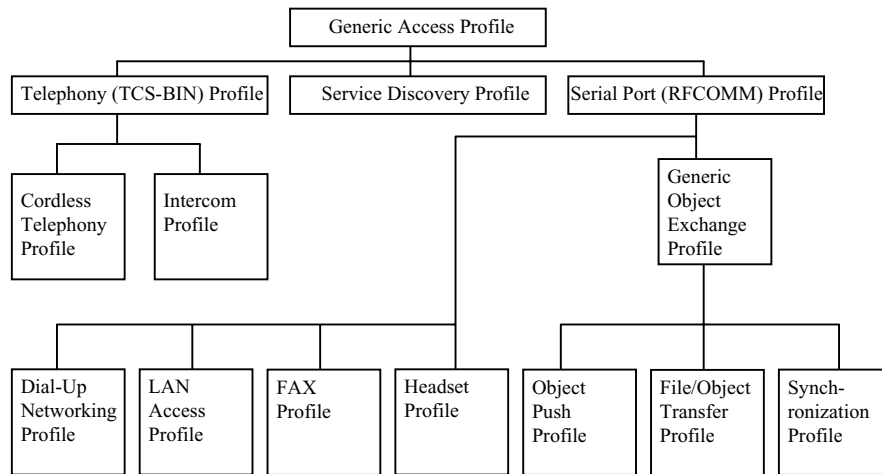 Generic Access Profile
Telephony (TCS-BIN) Profile
Service Discovery Profile
Serial Port (RFCOMM) Profile
Cordless
Telephony
Profile
Intercom
Profile
Generic
Object
Exchange
Profile
Dial-Up
Networking
Profile
LAN
Access
Profile
FAX
Profile
Headset
Profile
Object
Push
Profile
File/Object
Transfer
Profile
Synch-
ronization
Profile